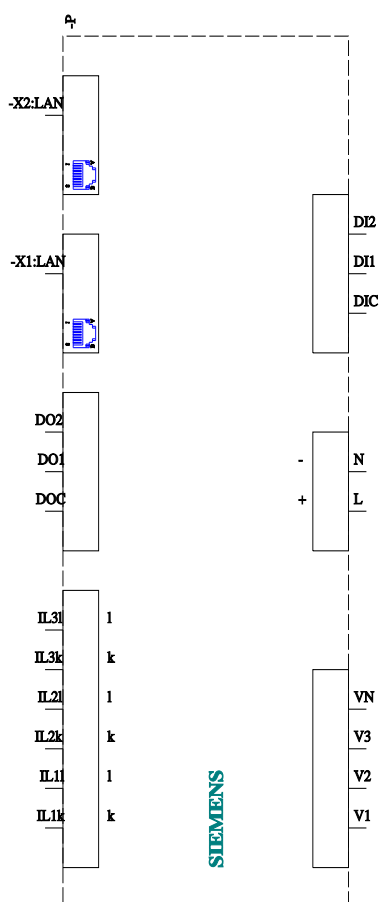 -P
-X2:LAN
-X1:LAN
DI2
DI1
DIC
DO2
DO1
DOC
-
N
+
L
IL3l
l
IL3k
k
IL2l
l
VN
IL2k
k
V3
IL1l
l
V2
IL1k
k
V1
SIEMENS